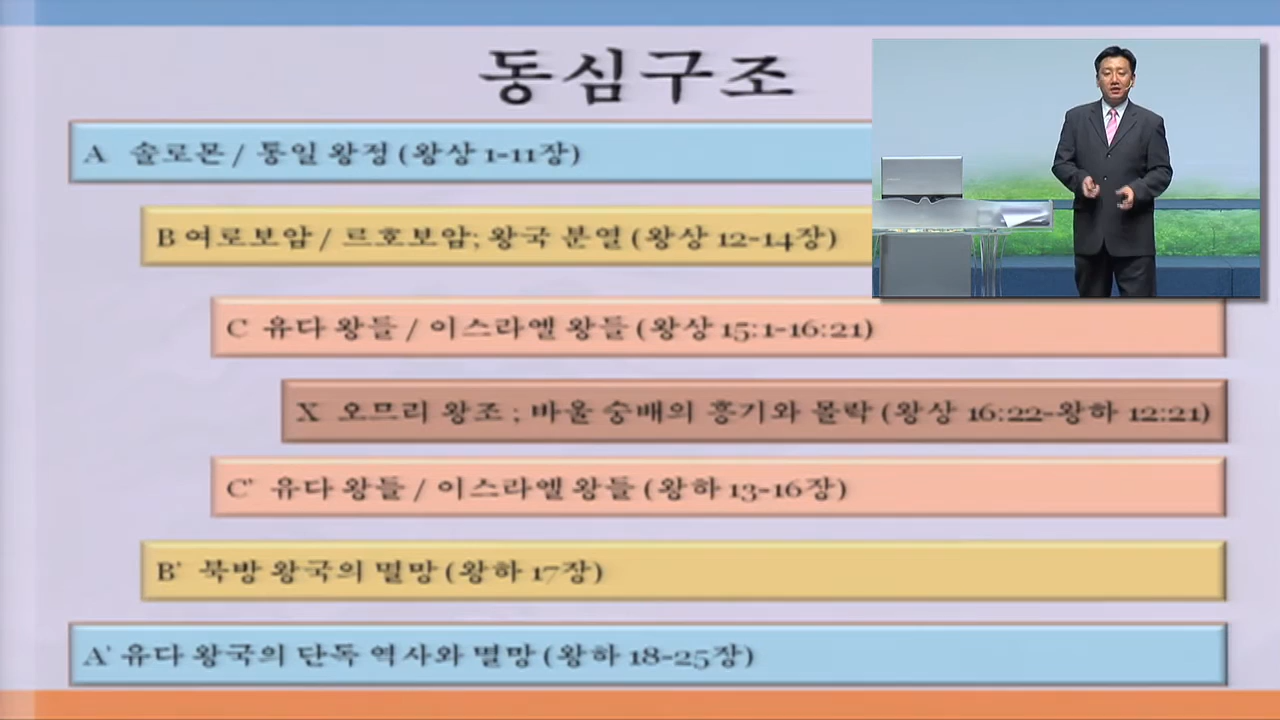 동심구조
A 솔로몬 / 통일 왕정 (왕상 1-11장)
B 여로보암 / 르호보암; 왕국 분열 (왕상 12-14장)
C 유다 왕들 / 이스라엘 왕들 (왕상 15:1-16:21)
X 오므리 왕조 ; 바울 숭배의 흥기와 몰락 (왕상 16:22-왕하 12:21)
C' 유다 왕들 / 이스라엘 왕들 (왕하 13-16장)
B' 북방 왕국의 멸망 (왕하 17장)
A' 유다 왕국의 단독 역사와 멸망 (왕하 18-25장)